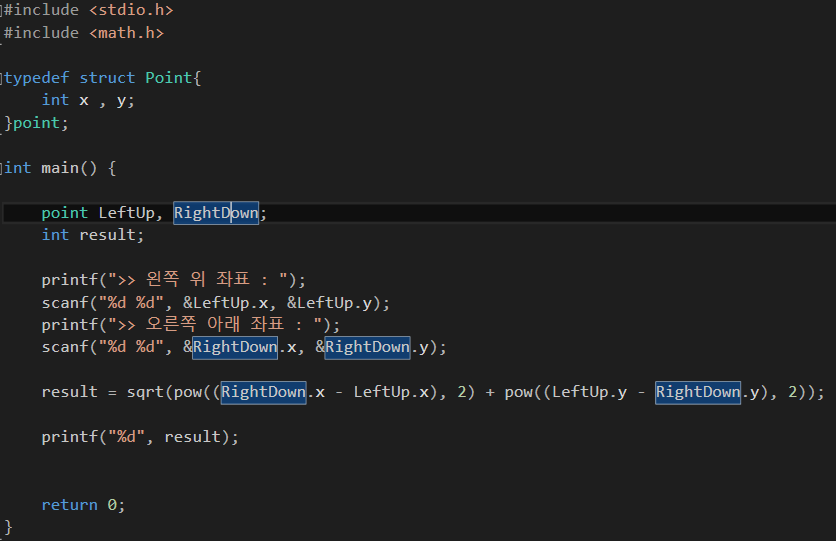 #include <stdio.h>
#include <math.h>
typedef struct Point{
    int x , y;
}point;
int main() {
    point LeftUp, RightDown;
    int result;
    printf(">> 왼쪽 위 좌표 : ");
    scanf("%d %d", &LeftUp.x, &LeftUp.y);
    printf(">> 오른쪽 아래 좌표 : ");
    scanf("%d %d", &RightDown.x, &RightDown.y);
    result = sqrt(pow((RightDown.x - LeftUp.x), 2) + pow((LeftUp.y - RightDown.y), 2));
    printf("%d", result);
    return 0;
}